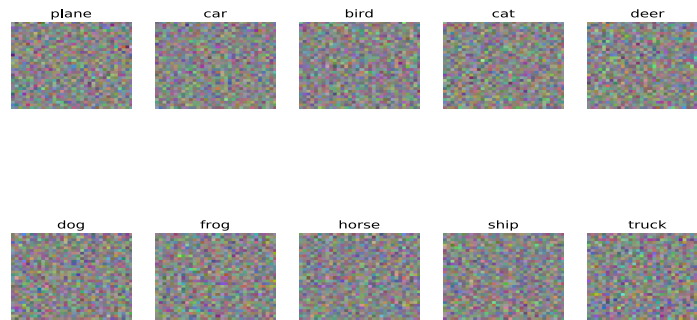 plane car bird cat deer
dog frog horse ship truck